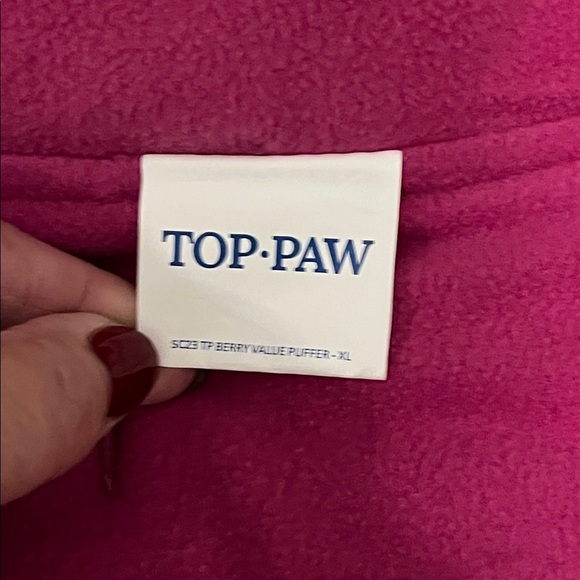 TOP·PAW
SC23 TP BERRY VALUE PUFFER - XL